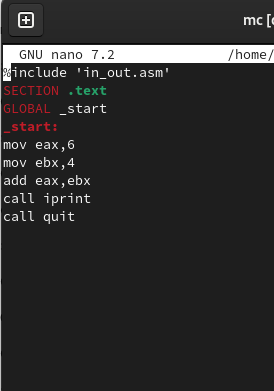 mc [
GNU nano 7.2 /home/
%include 'in_out.asm'
SECTION .text
GLOBAL _start
_start:
mov eax,6
mov ebx,4
add eax,ebx
call iprint
call quit